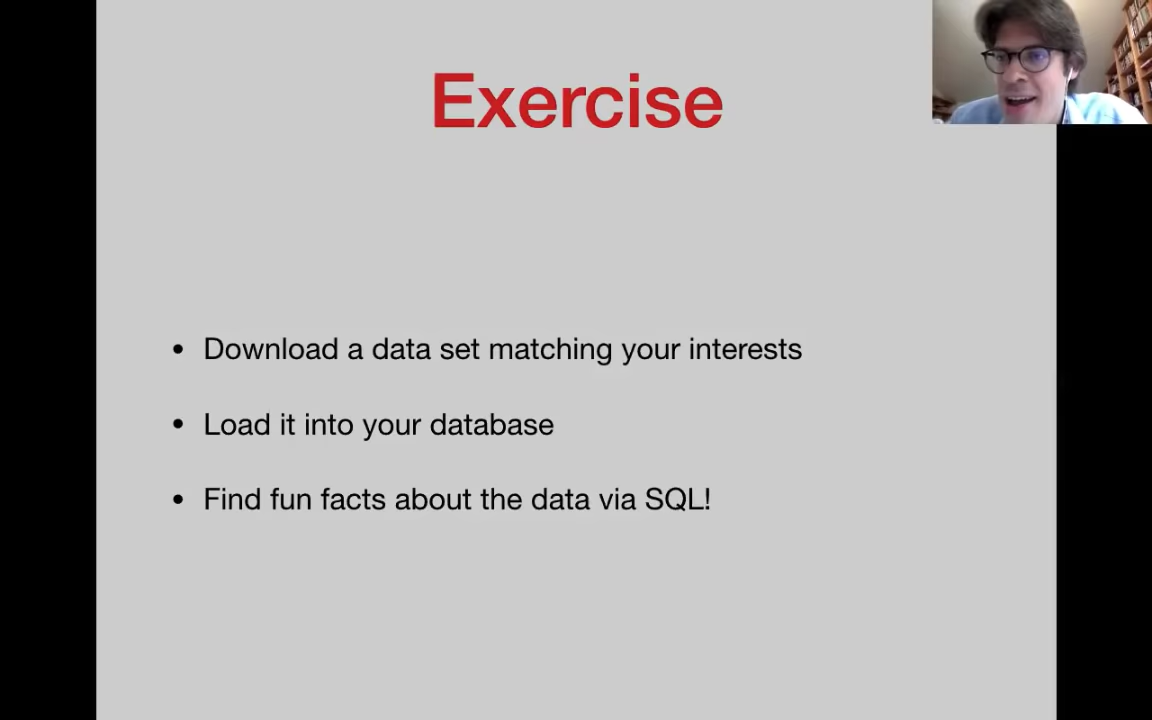 Exercise
• Download a data set matching your interests
• Load it into your database
• Find fun facts about the data via SQL!